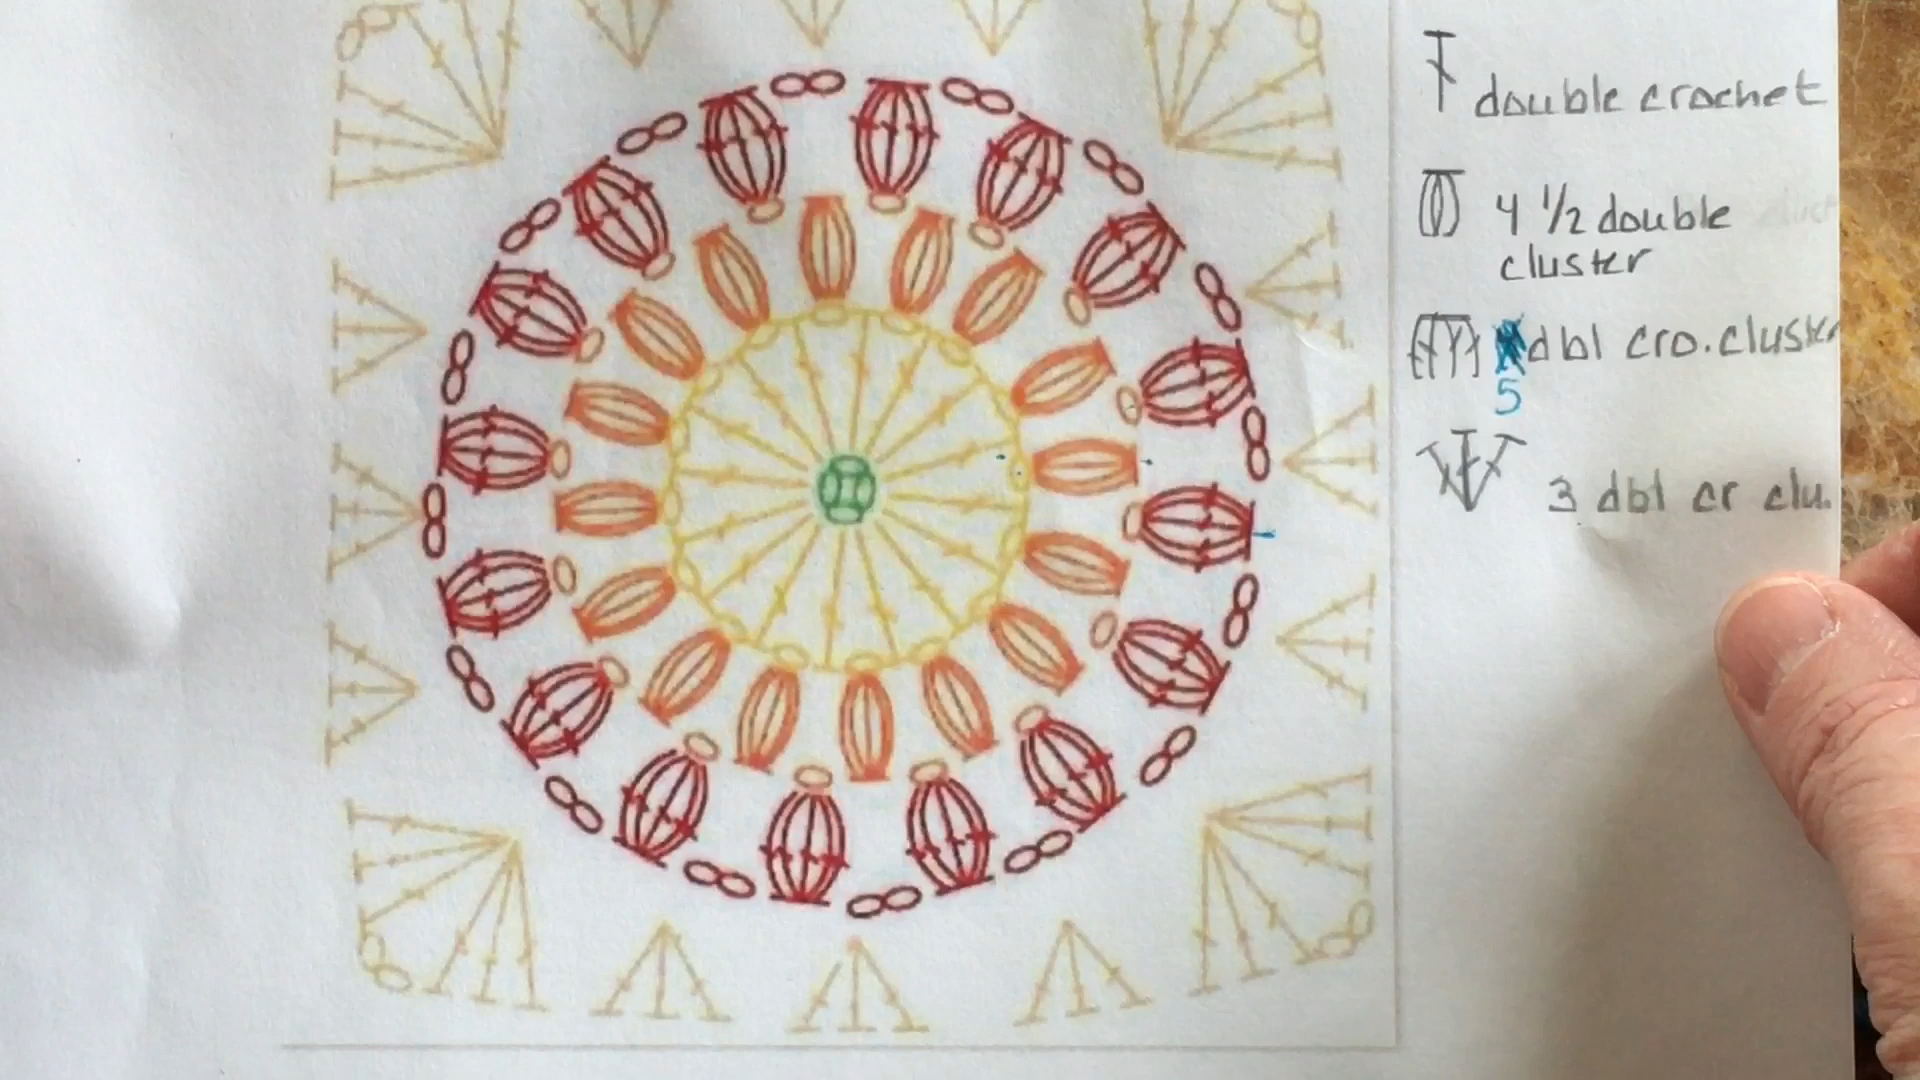 double crochet
4 1/2 double
cluster
dbl cro. cluster
5
3 dbl cr clu.